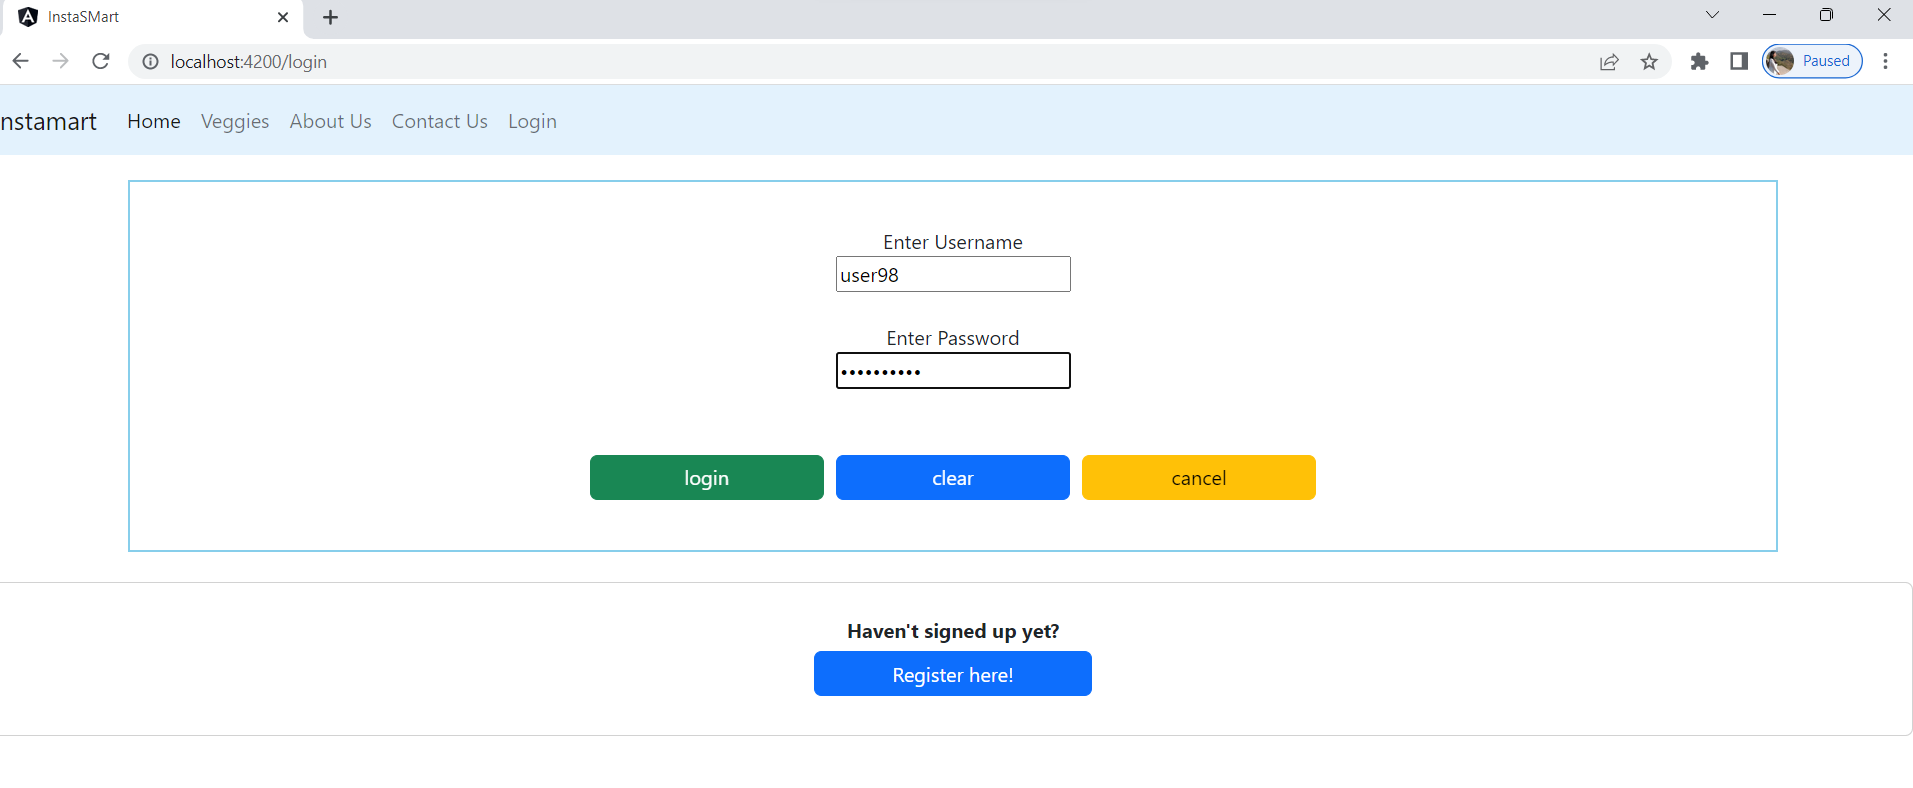 InstaSMart
localhost:4200/login
Paused
nstamart Home Veggies About Us Contact Us Login
Enter Username
user98
Enter Password
••••••••••
login clear cancel
Haven't signed up yet?
Register here!